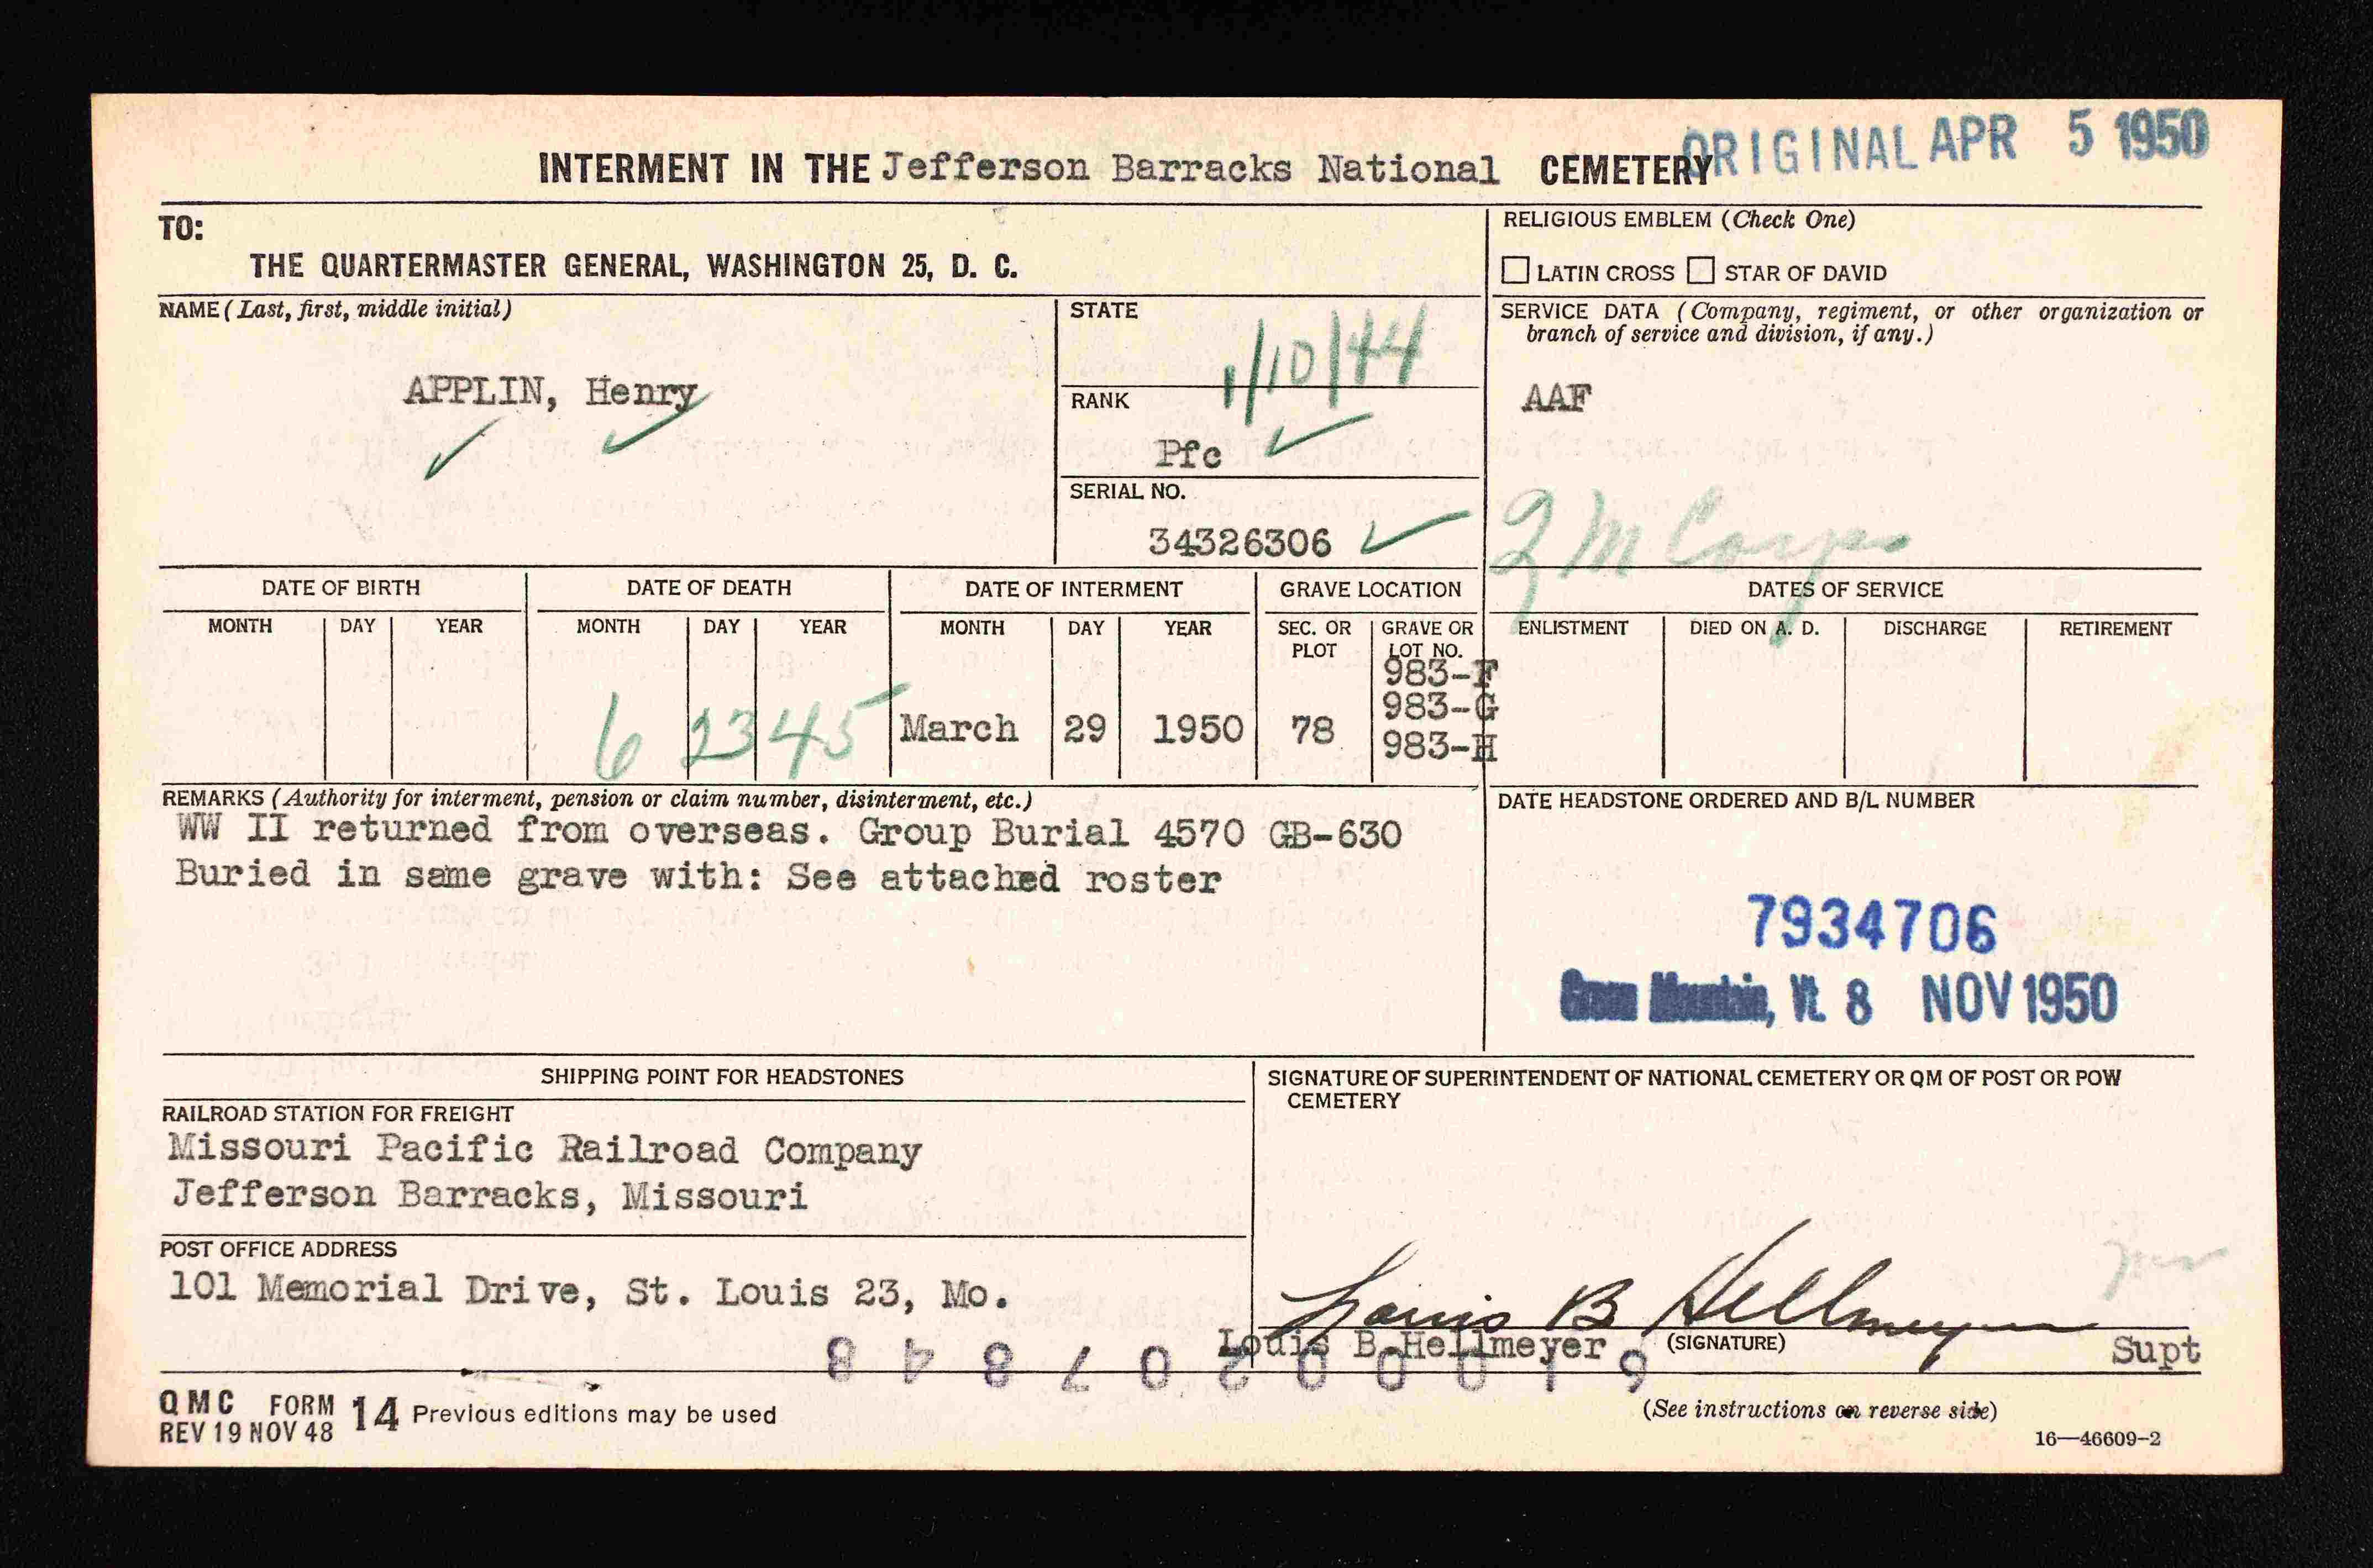 INTERMENT IN THE Jefferson Barracks National CEMETERY
ORIGINAL APR 5 1950
TO:
THE QUARTERMASTER GENERAL, WASHINGTON 25, D. C.
RELIGIOUS EMBLEM (Check One)
LATIN CROSS STAR OF DAVID
NAME (Last, first, middle initial)
APPLIN, Henry
STATE
1/10/44
RANK
Pfc
SERIAL NO.
34326306
SERVICE DATA (Company, regiment, or other organization or
branch of service and division, if any.)
AAF
QM Corps
DATE OF BIRTH DATE OF DEATH DATE OF INTERMENT GRAVE LOCATION DATES OF SERVICE
MONTH DAY YEAR MONTH DAY YEAR MONTH DAY YEAR SEC. OR PLOT GRAVE OR LOT NO. ENLISTMENT DIED ON A. D. DISCHARGE RETIREMENT
983-F
983-G
6 23 45 March 29 1950 78 983-H
REMARKS (Authority for interment, pension or claim number, disinterment, etc.)
WW II returned from overseas. Group Burial 4570 GB-630
Buried in same grave with: See attached roster
DATE HEADSTONE ORDERED AND B/L NUMBER
7934706
Vt. 8 NOV 1950
SHIPPING POINT FOR HEADSTONES
RAILROAD STATION FOR FREIGHT
Missouri Pacific Railroad Company
Jefferson Barracks, Missouri
POST OFFICE ADDRESS
101 Memorial Drive, St. Louis 23, Mo.
SIGNATURE OF SUPERINTENDENT OF NATIONAL CEMETERY OR QM OF POST OR POW
CEMETERY
Louis B Hellmeyer
Louis B. Hellmeyer (SIGNATURE) Supt
QMC FORM 14 Previous editions may be used
REV 19 NOV 48
(See instructions on reverse side)
16—46609-2